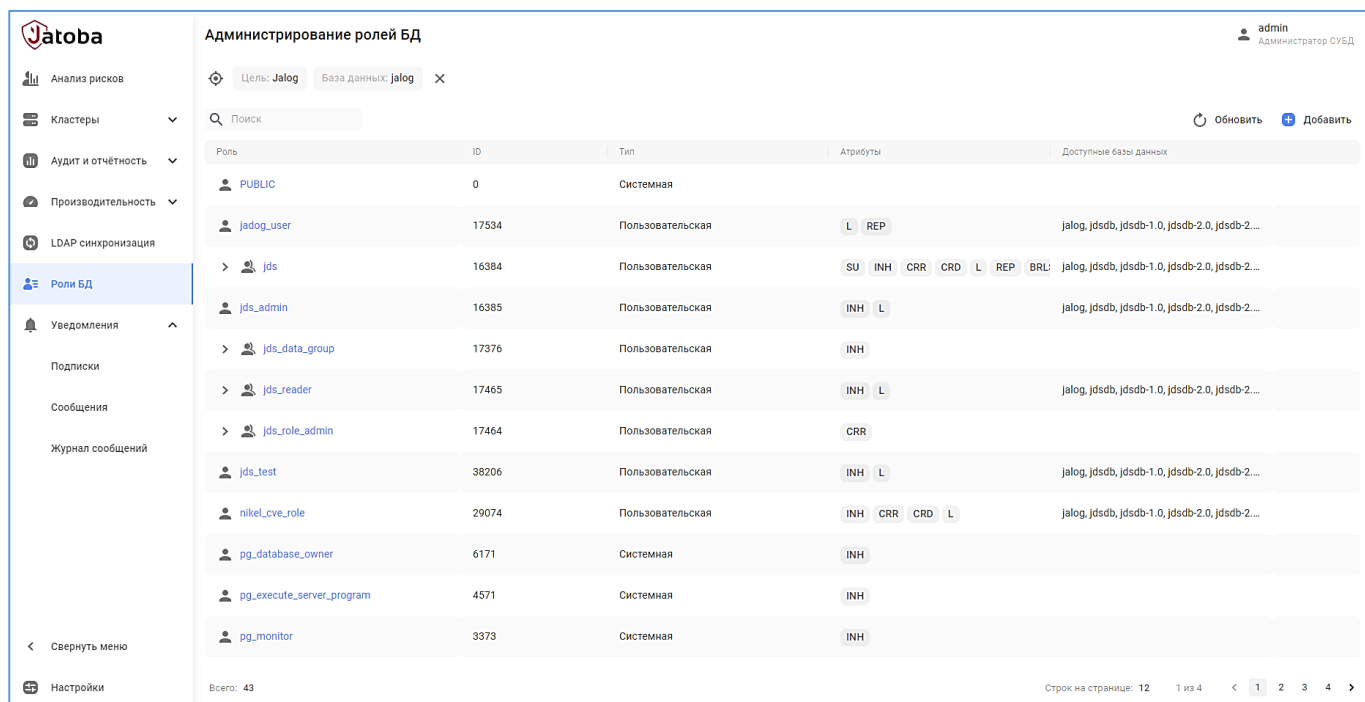 Jatoba
Администрирование ролей БД
admin
Администратор СУБД
Анализ рисков
Кластеры
Аудит и отчётность
Производительность
LDAP синхронизация
Роли БД
Уведомления
Подписки
Сообщения
Журнал сообщений
Свернуть меню
Настройки
Цель: Jalog База данных: jalog
Поиск
Обновить Добавить
Роль ID Тип Атрибуты Доступные базы данных
PUBLIC 0 Системная
jadog_user 17534 Пользовательская L REP jalog, jdsdb, jdsdb-1.0, jdsdb-2.0, jdsdb-2....
jds 16384 Пользовательская SU INH CRR CRD L REP BRL jalog, jdsdb, jdsdb-1.0, jdsdb-2.0, jdsdb-2....
jds_admin 16385 Пользовательская INH L jalog, jdsdb, jdsdb-1.0, jdsdb-2.0, jdsdb-2....
jds_data_group 17376 Пользовательская INH
jds_reader 17465 Пользовательская INH L jalog, jdsdb, jdsdb-1.0, jdsdb-2.0, jdsdb-2....
jds_role_admin 17464 Пользовательская CRR
jds_test 38206 Пользовательская INH L jalog, jdsdb, jdsdb-1.0, jdsdb-2.0, jdsdb-2....
nikel_cve_role 29074 Пользовательская INH CRR CRD L jalog, jdsdb, jdsdb-1.0, jdsdb-2.0, jdsdb-2....
pg_database_owner 6171 Системная INH
pg_execute_server_program 4571 Системная INH
pg_monitor 3373 Системная INH
Всего: 43 Строк на странице: 12 1 из 4 1 2 3 4